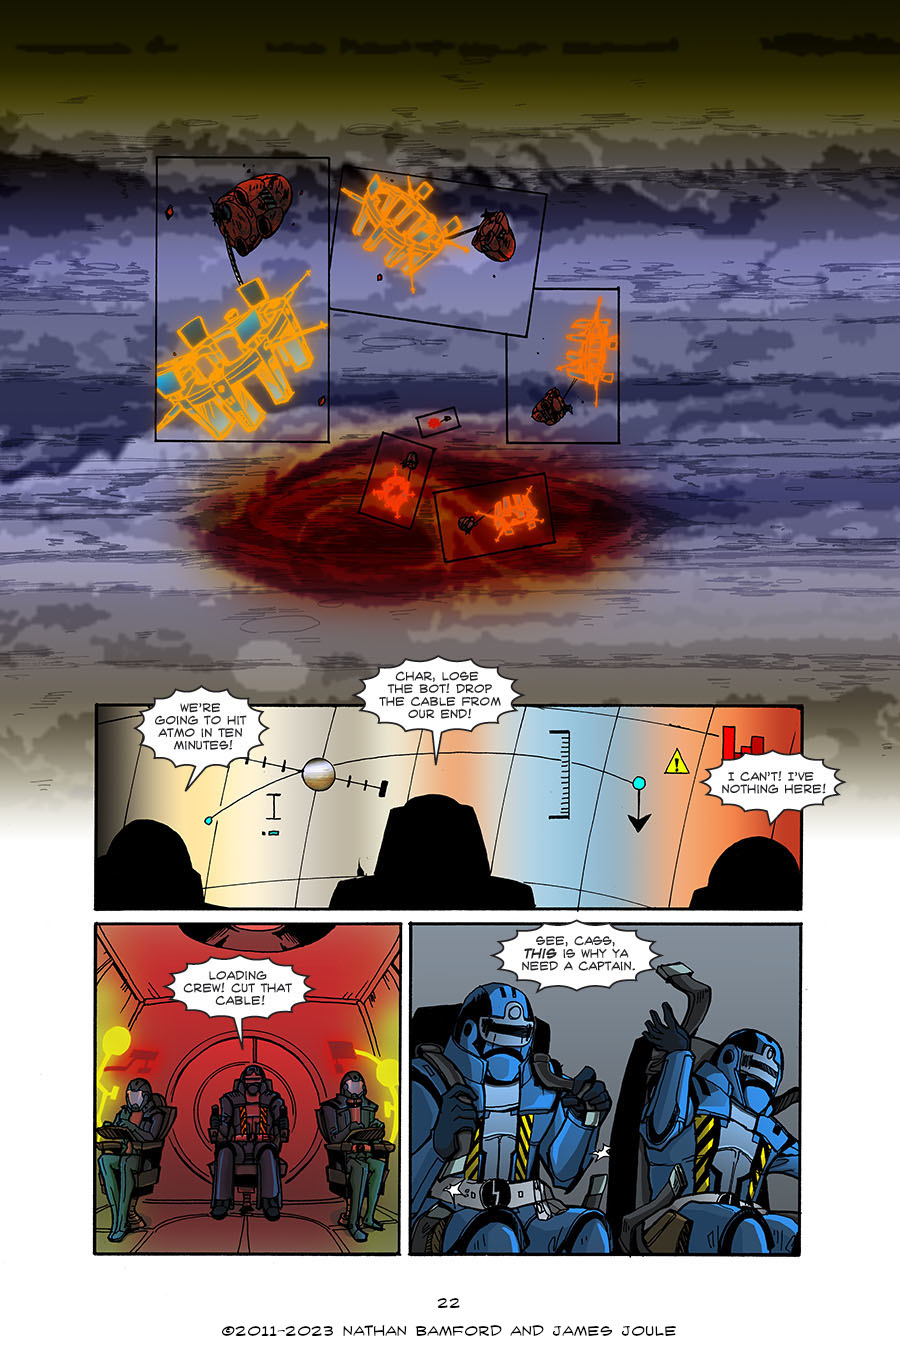 WE'RE
GOING TO HIT
ATMO IN TEN
MINUTES!
CHAR, LOSE
THE BOT! DROP
THE CABLE FROM
OUR END!
!
I CAN'T! I'VE
NOTHING HERE!
LOADING
CREW! CUT THAT
CABLE!
SEE, CASS,
THIS IS WHY YA
NEED A CAPTAIN.
22
©2011-2023 NATHAN BAMFORD AND JAMES JOULE